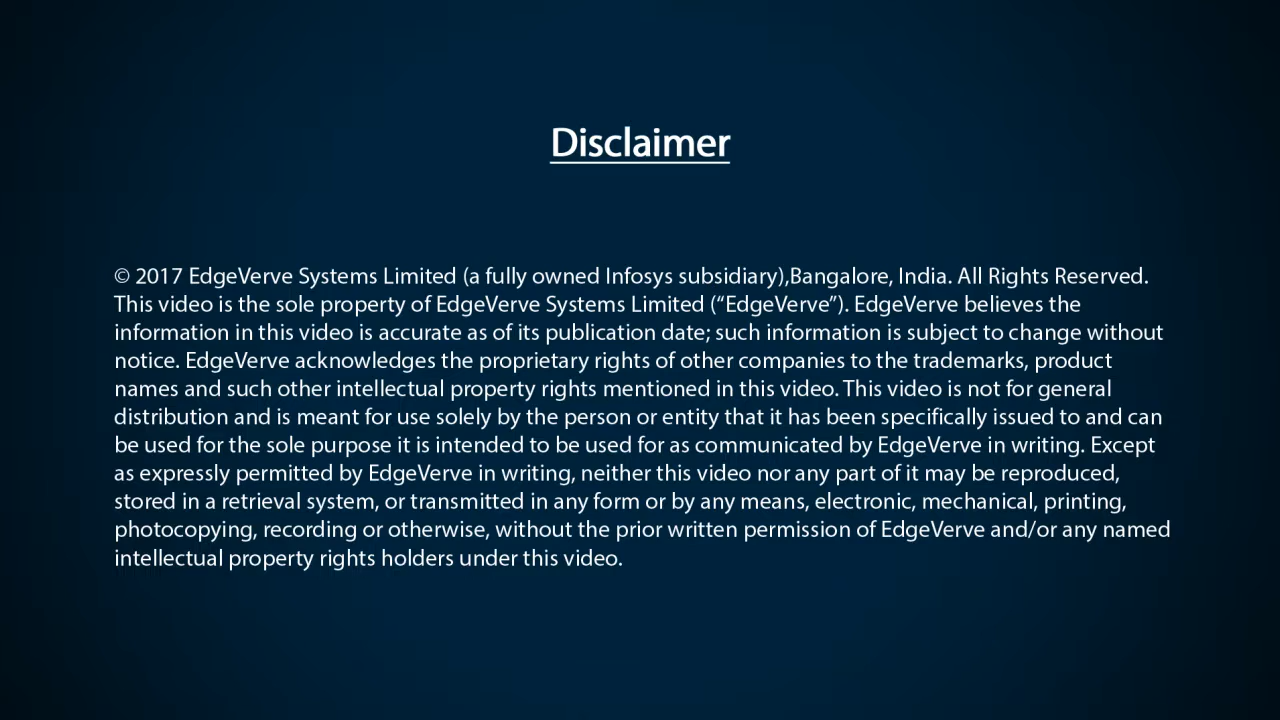 Disclaimer
© 2017 EdgeVerve Systems Limited (a fully owned Infosys subsidiary),Bangalore, India. All Rights Reserved.
This video is the sole property of EdgeVerve Systems Limited (“EdgeVerve”). EdgeVerve believes the
information in this video is accurate as of its publication date; such information is subject to change without
notice. EdgeVerve acknowledges the proprietary rights of other companies to the trademarks, product
names and such other intellectual property rights mentioned in this video. This video is not for general
distribution and is meant for use solely by the person or entity that it has been specifically issued to and can
be used for the sole purpose it is intended to be used for as communicated by EdgeVerve in writing. Except
as expressly permitted by EdgeVerve in writing, neither this video nor any part of it may be reproduced,
stored in a retrieval system, or transmitted in any form or by any means, electronic, mechanical, printing,
photocopying, recording or otherwise, without the prior written permission of EdgeVerve and/or any named
intellectual property rights holders under this video.